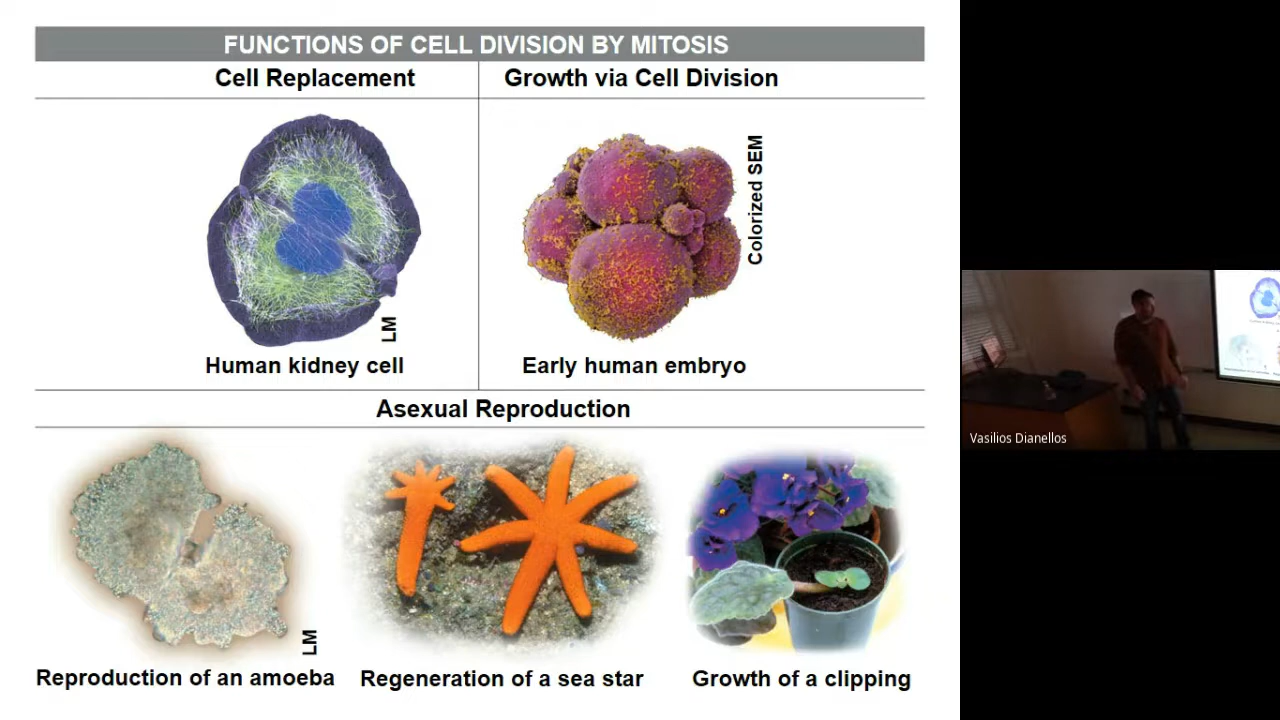 FUNCTIONS OF CELL DIVISION BY MITOSIS
Cell Replacement
Growth via Cell Division
LM
Colorized SEM
Human kidney cell
Early human embryo
Asexual Reproduction
LM
Reproduction of an amoeba
Regeneration of a sea star
Growth of a clipping
Vasilios Dianellos